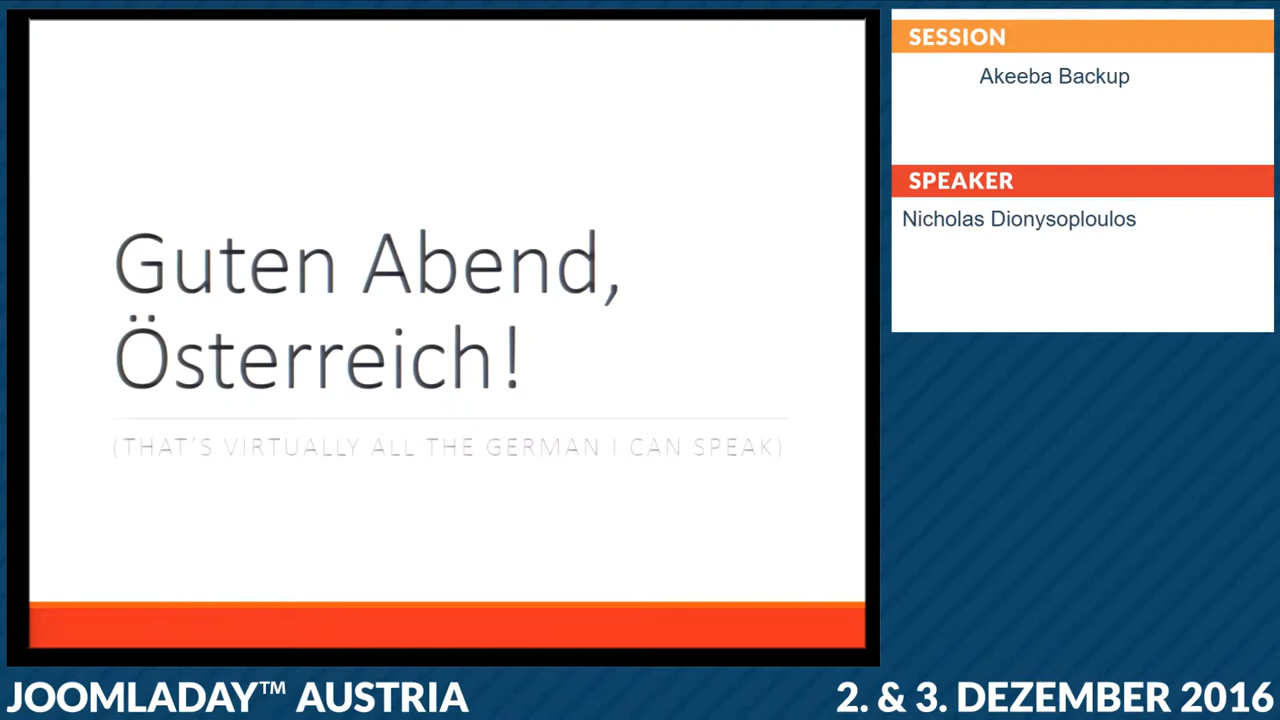 Guten Abend,
Österreich!
(THAT'S VIRTUALLY ALL THE GERMAN I CAN SPEAK)
SESSION
Akeeba Backup
SPEAKER
Nicholas Dionysoploulos
JOOMLADAY™ AUSTRIA
2. & 3. DEZEMBER 2016